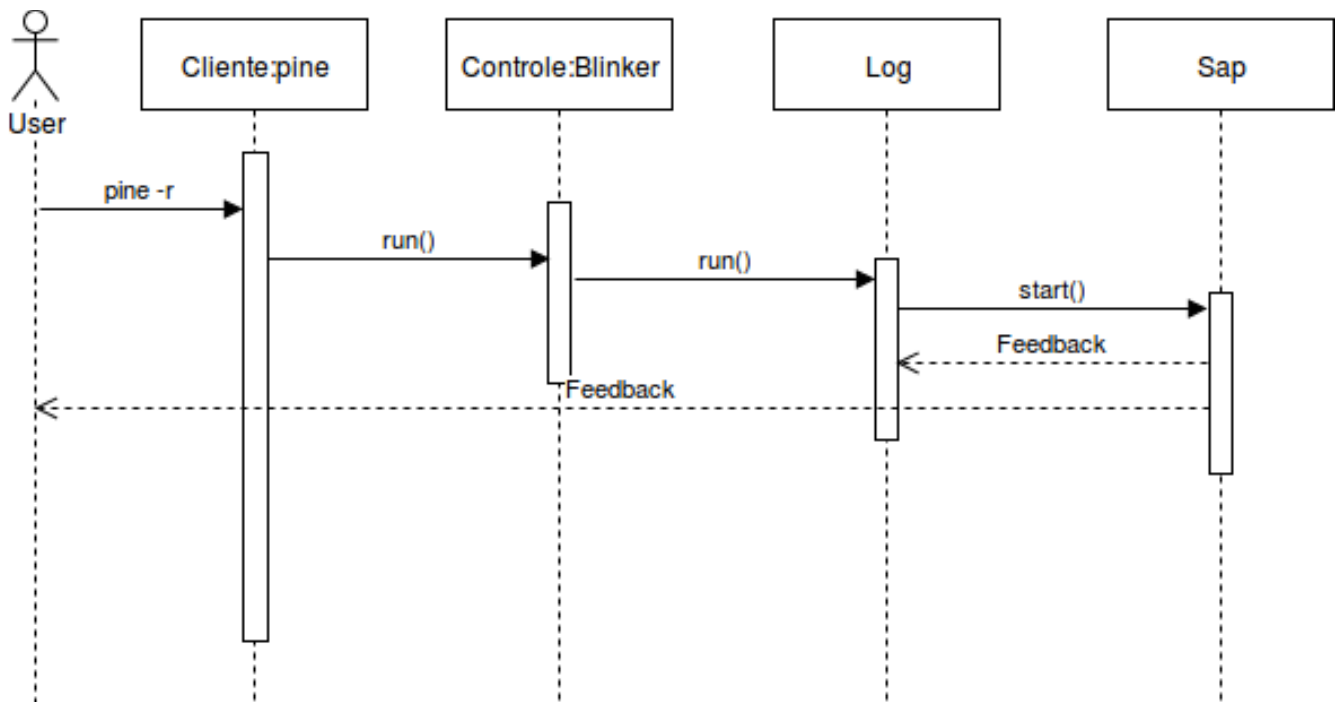 Cliente:pine
Controle:Blinker
Log
Sap
User
pine -r
run()
run()
start()
Feedback
Feedback